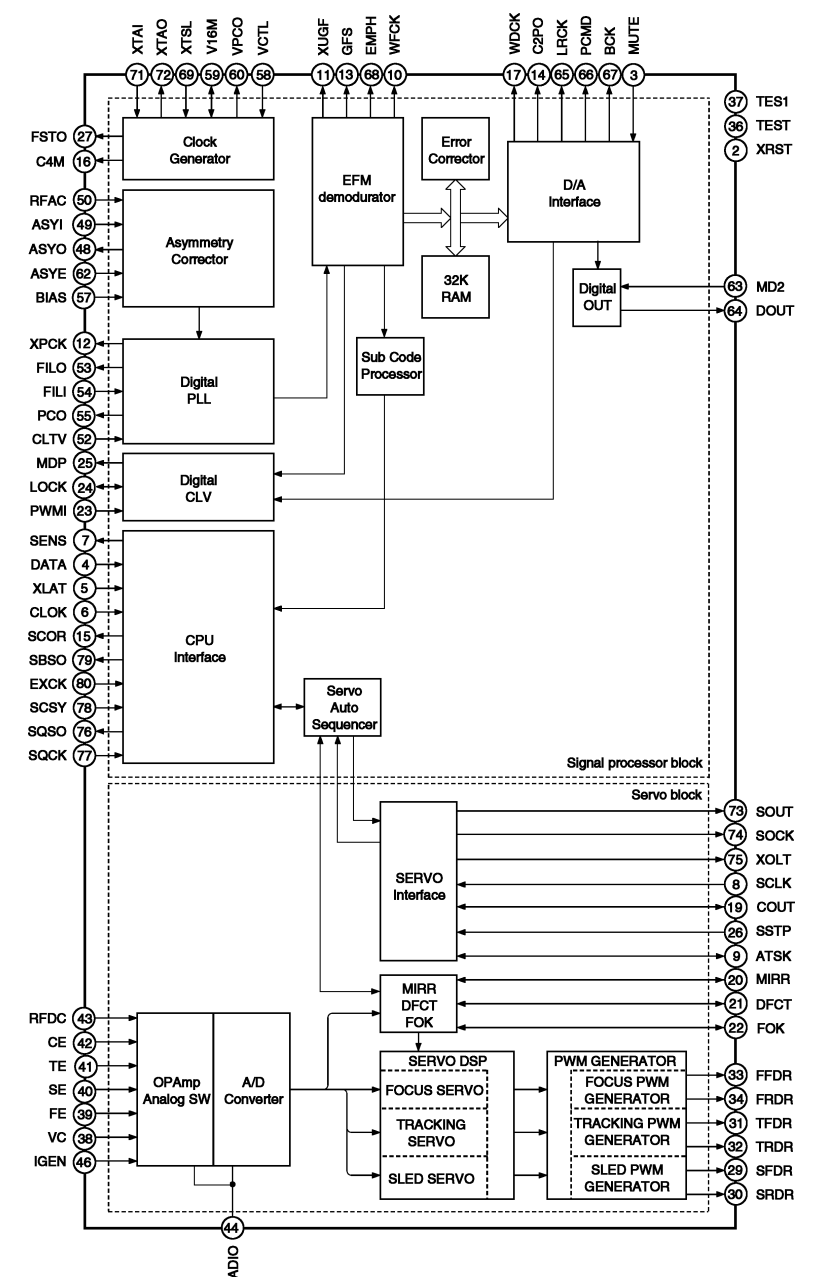 XTAI
XTAO
XTSL
V16M
VPCO
VCTL
XUGF
GFS
EMPH
WFCK
WDCK
C2PO
LRCK
PCMD
BCK
MUTE
71
72
69
59
60
58
11
13
68
10
17
14
65
66
67
3
37 TES1
36 TEST
2 XRST
FSTO 27
C4M 16
Clock
Generator
EFM
demodurator
Error
Corrector
D/A
Interface
RFAC 50
ASYI 49
ASYO 48
ASYE 62
BIAS 57
Asymmetry
Corrector
32K
RAM
Digital
OUT
63 MD2
64 DOUT
XPCK 12
FILO 53
FILI 54
PCO 55
CLTV 52
Digital
PLL
Sub Code
Processor
MDP 25
LOCK 24
PWMI 23
Digital
CLV
SENS 7
DATA 4
XLAT 5
CLOK 6
SCOR 15
SBSO 79
EXCK 80
SCSY 78
SQSO 76
SQCK 77
CPU
Interface
Servo
Auto
Sequencer
Signal processor block
Servo block
SERVO
Interface
73 SOUT
74 SOCK
75 XOLT
8 SCLK
19 COUT
26 SSTP
9 ATSK
20 MIRR
21 DFCT
22 FOK
MIRR
DFCT
FOK
RFDC 43
CE 42
TE 41
SE 40
FE 39
VC 38
IGEN 46
OPAmp
Analog SW
A/D
Converter
SERVO DSP
FOCUS SERVO
TRACKING
SERVO
SLED SERVO
PWM GENERATOR
FOCUS PWM
GENERATOR
TRACKING PWM
GENERATOR
SLED PWM
GENERATOR
33 FFDR
34 FRDR
31 TFDR
32 TRDR
29 SFDR
30 SRDR
44
ADIO